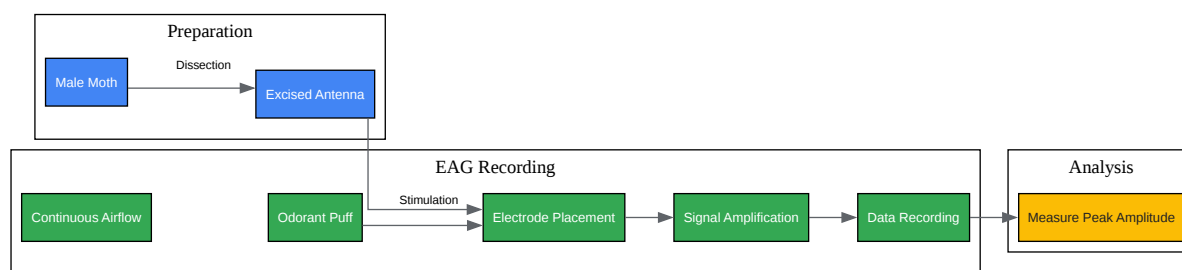 Preparation
Male Moth
Dissection
Excised Antenna
EAG Recording
Continuous Airflow
Odorant Puff
Stimulation
Electrode Placement
Signal Amplification
Data Recording
Analysis
Measure Peak Amplitude